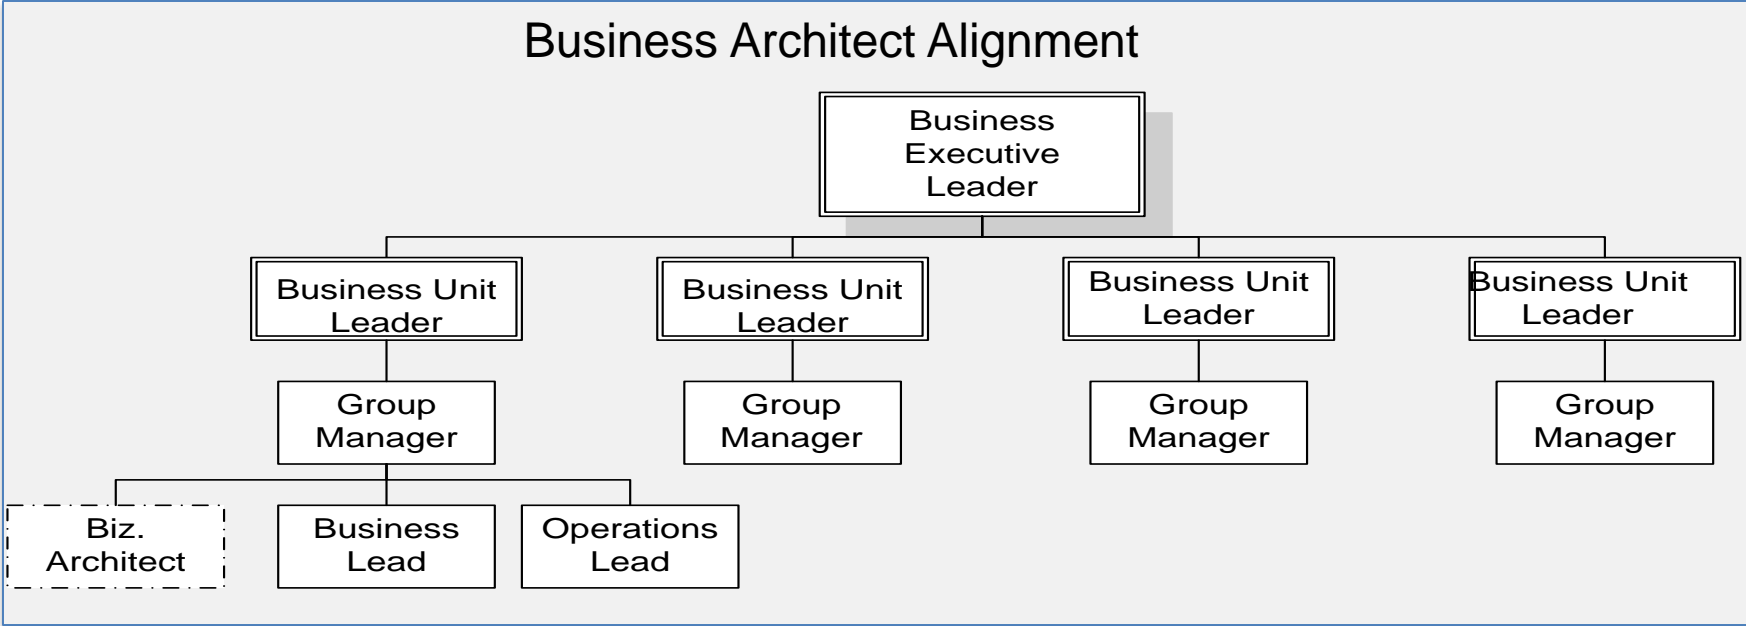 Business Architect Alignment
Business
Executive
Leader
Business Unit
Leader
Business Unit
Leader
Business Unit
Leader
Business Unit
Leader
Group
Manager
Group
Manager
Group
Manager
Group
Manager
Biz.
Architect
Business
Lead
Operations
Lead